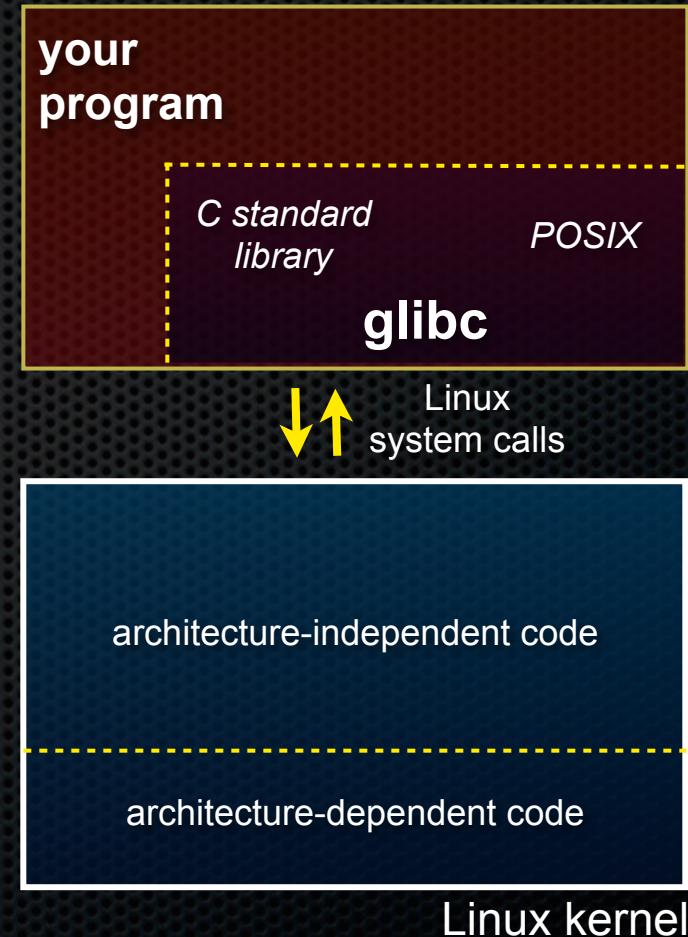 your
program
C standard
library
POSIX
glibc
Linux
system calls
architecture-independent code
architecture-dependent code
Linux kernel